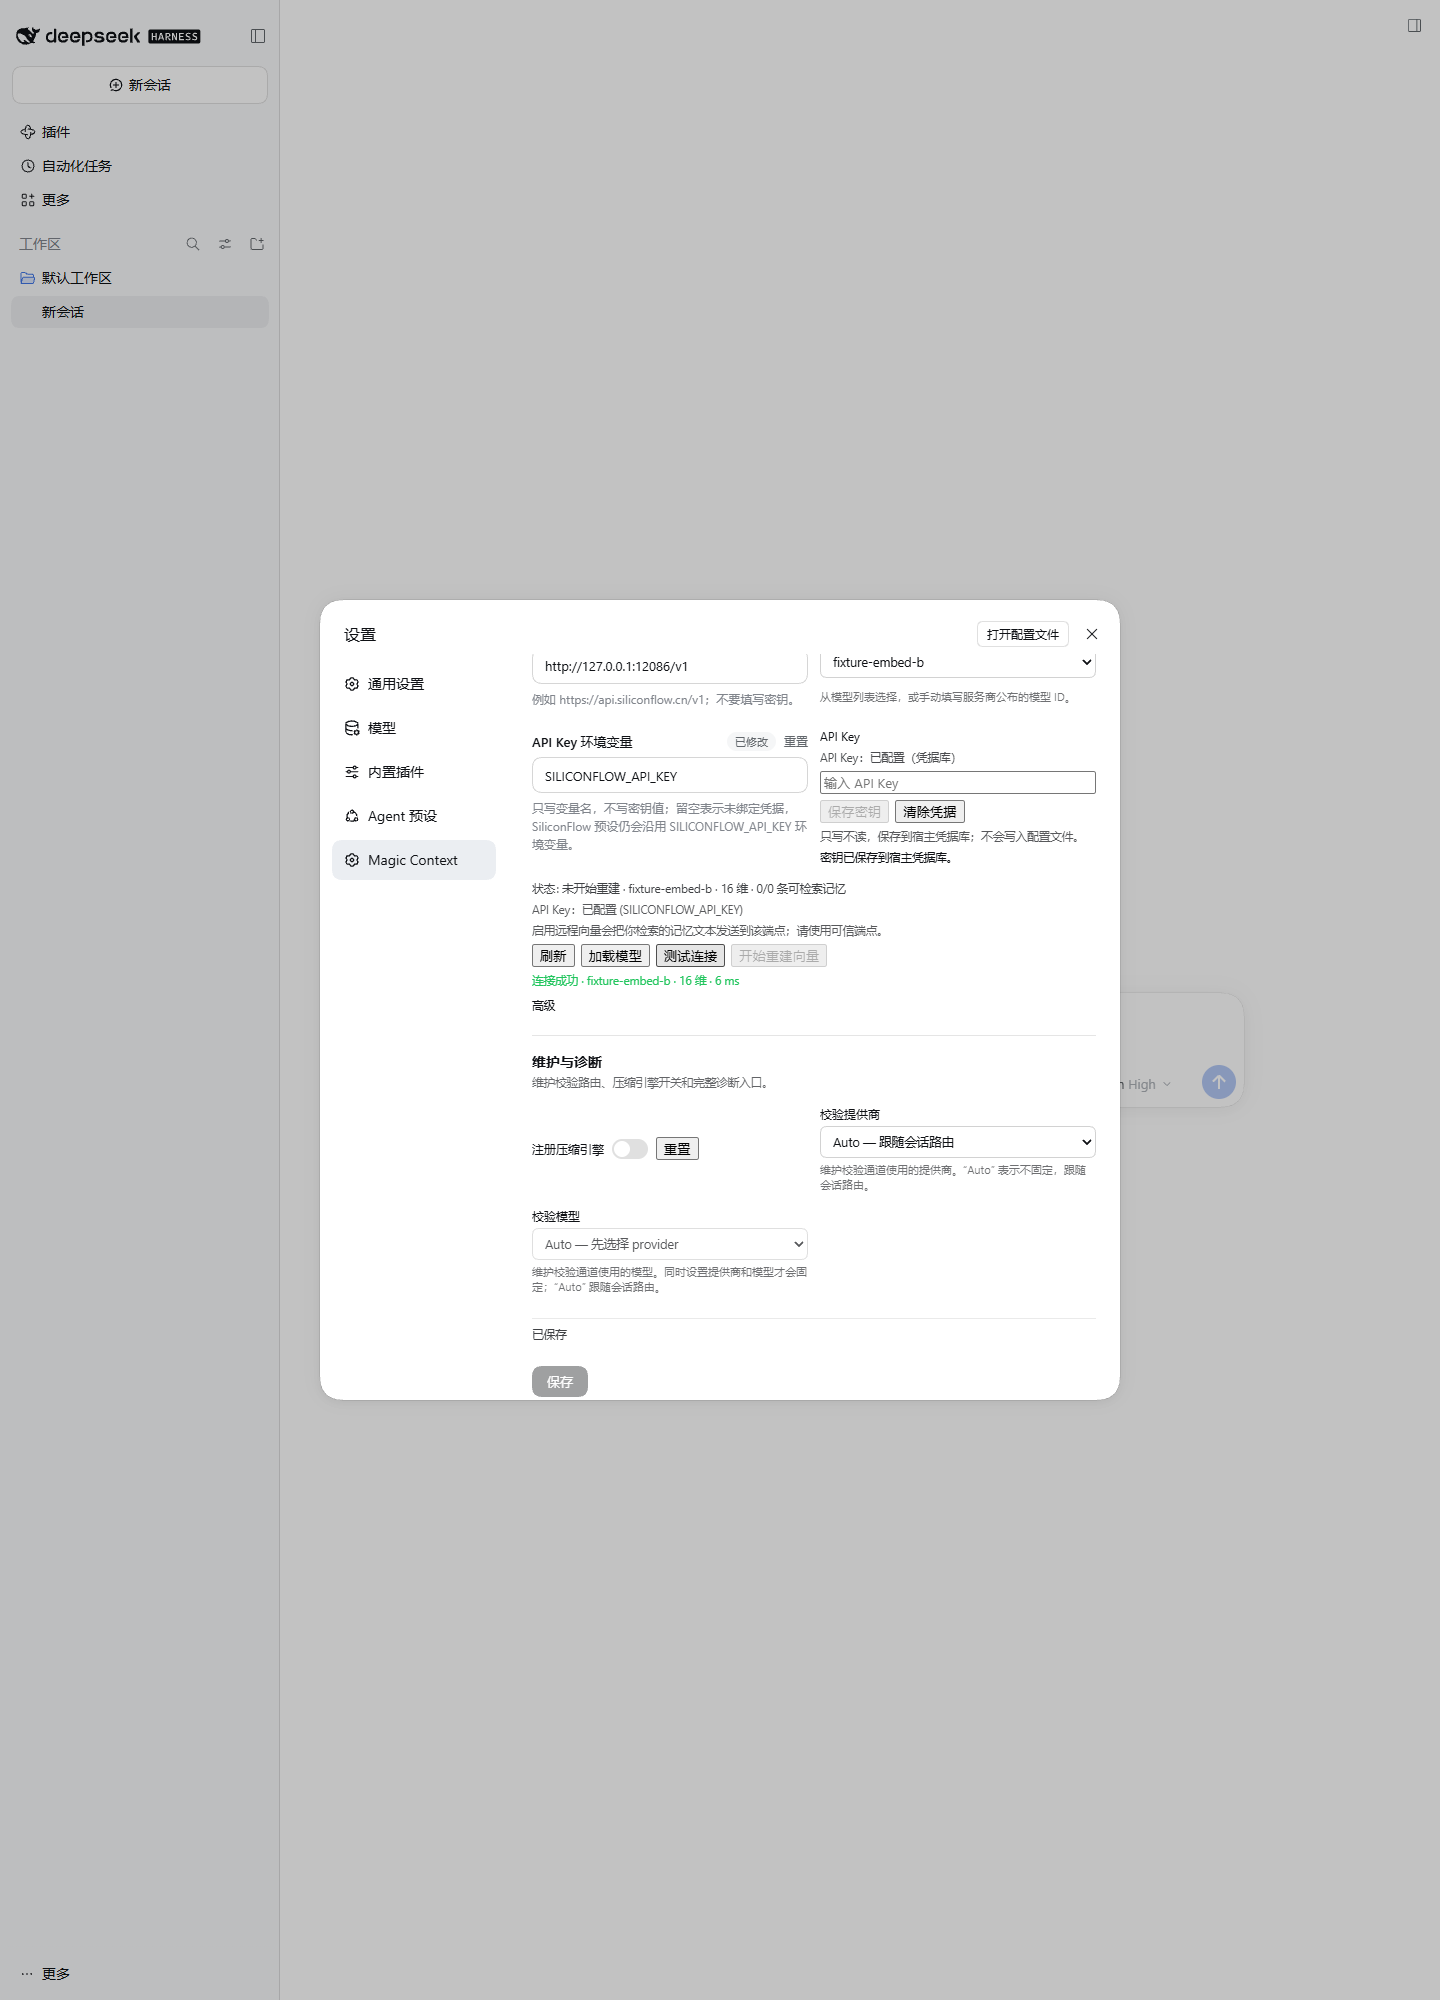 deepseek HARNESS
新会话
插件
自动化任务
更多
工作区
默认工作区
新会话
设置
打开配置文件
通用设置
模型
内置插件
Agent 预设
Magic Context
http://127.0.0.1:12086/v1
例如 https://api.siliconflow.cn/v1；不要填写密钥。
fixture-embed-b
从模型列表选择，或手动填写服务商公布的模型 ID。
API Key 环境变量
已修改
重置
SILICONFLOW_API_KEY
只写变量名，不写密钥值；留空表示未绑定凭据，
SiliconFlow 预设仍会沿用 SILICONFLOW_API_KEY 环
境变量。
API Key
API Key：已配置（凭据库）
输入 API Key
保存密钥
清除凭据
只写不读，保存到宿主凭据库；不会写入配置文件。
密钥已保存到宿主凭据库。
状态: 未开始重建 · fixture-embed-b · 16 维 · 0/0 条可检索记忆
API Key：已配置 (SILICONFLOW_API_KEY)
启用远程向量会把你检索的记忆文本发送到该端点；请使用可信端点。
刷新
加载模型
测试连接
开始重建向量
连接成功 · fixture-embed-b · 16 维 · 6 ms
高级
维护与诊断
维护校验路由、压缩引擎开关和完整诊断入口。
注册压缩引擎
重置
校验提供商
Auto — 跟随会话路由
维护校验通道使用的提供商。“Auto” 表示不固定，跟随
会话路由。
校验模型
Auto — 先选择 provider
维护校验通道使用的模型。同时设置提供商和模型才会固
定；“Auto” 跟随会话路由。
已保存
保存
High
更多